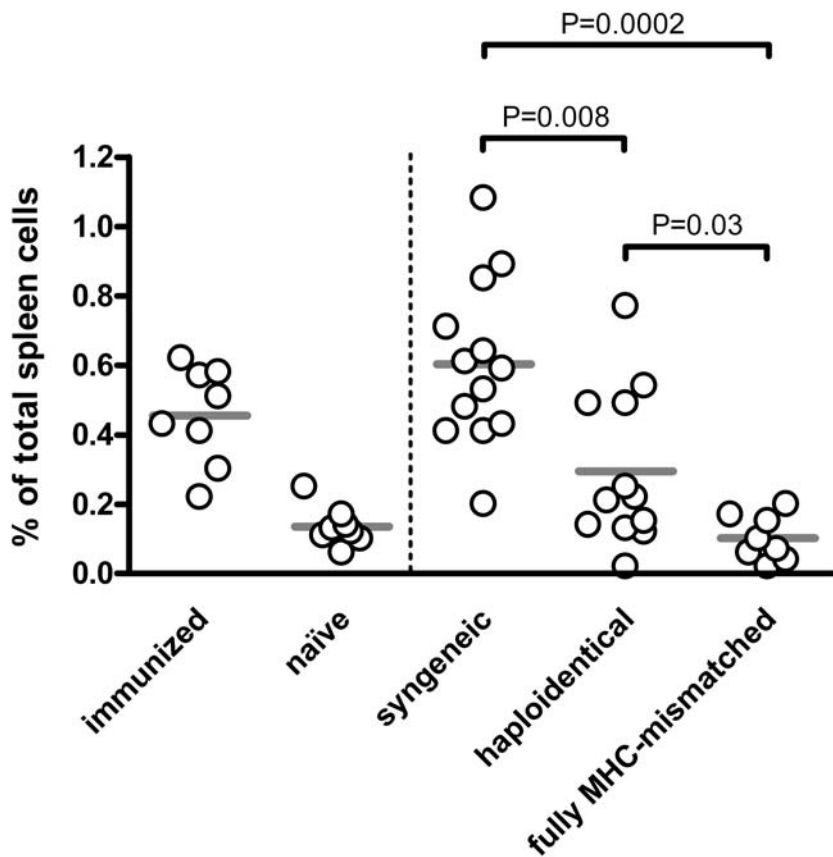 P=0.0002
P=0.008
P=0.03
% of total spleen cells
1.2
1.0
0.8
0.6
0.4
0.2
0.0
immunized
naïve
syngeneic
haploidentical
fully MHC-mismatched